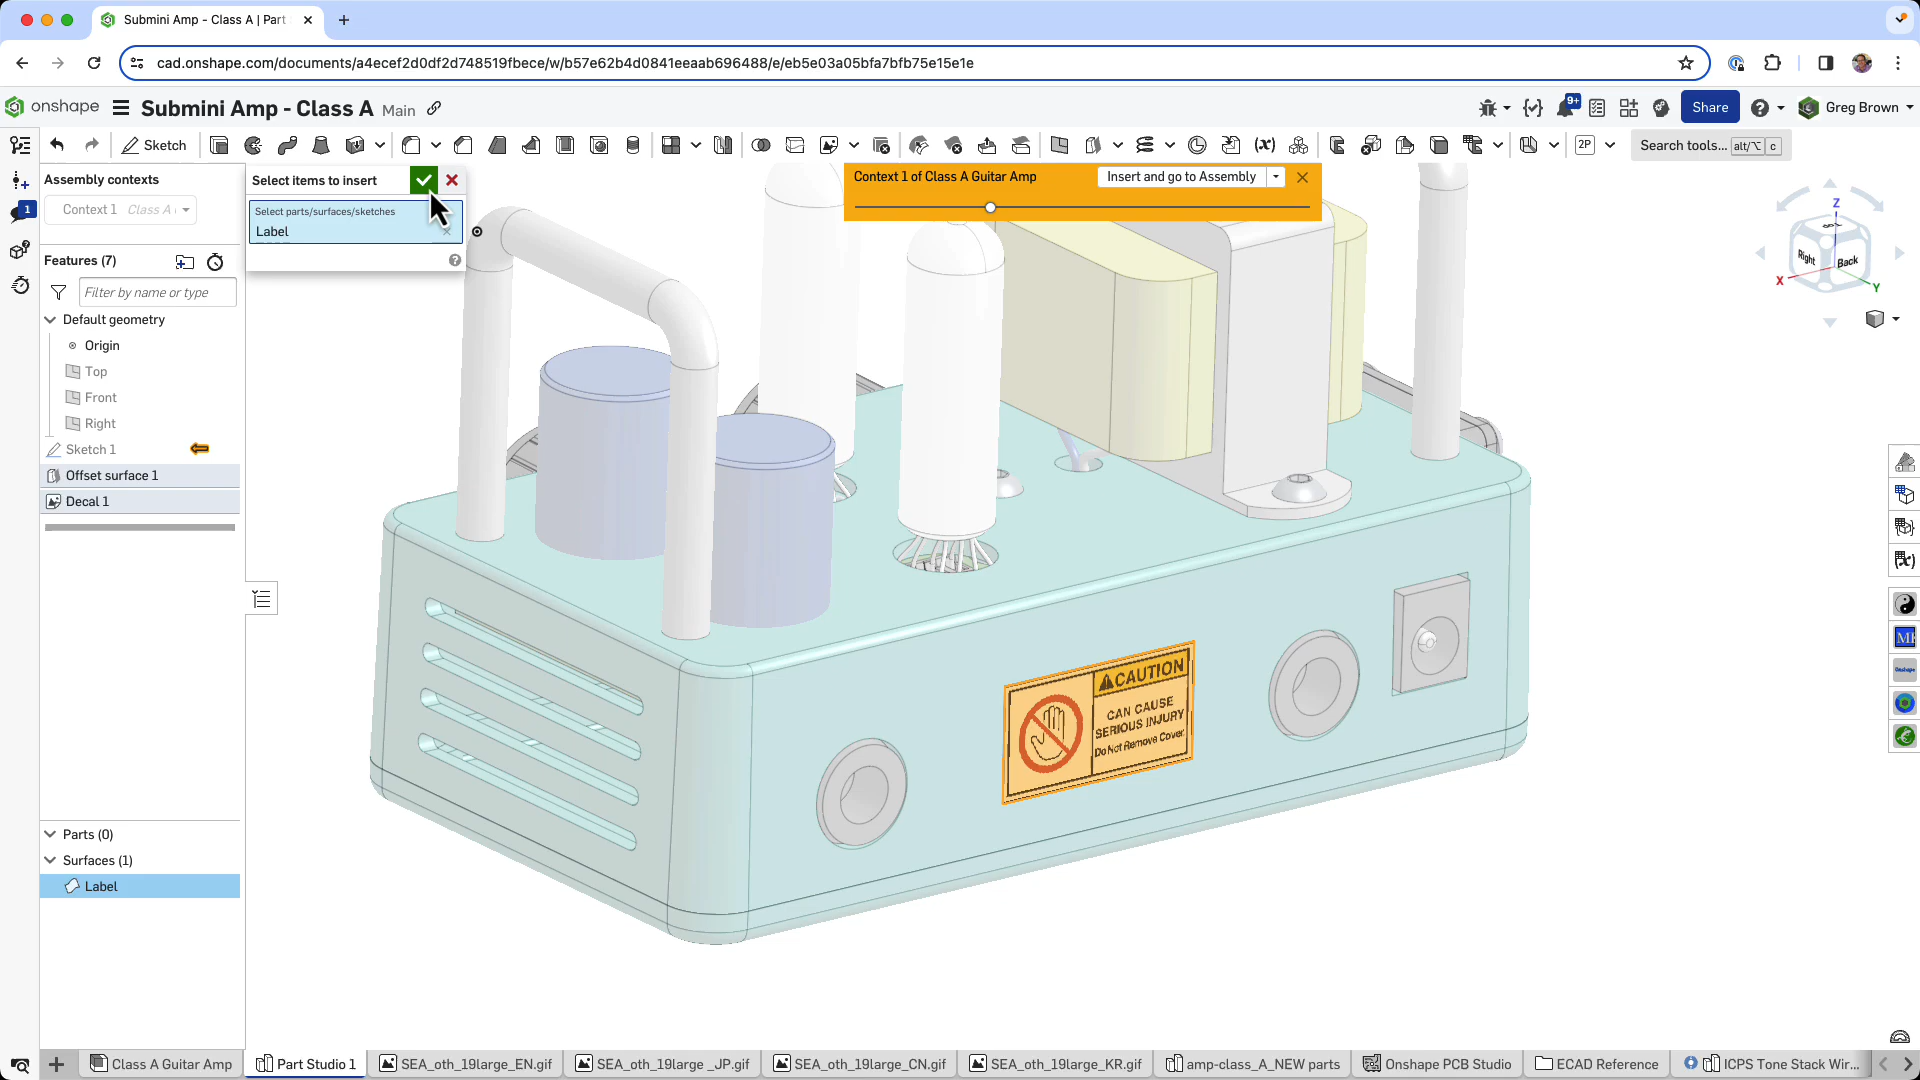 Submini Amp - Class A | Part
cad.onshape.com/documents/a4ecef2d0df2d748519fbece/w/b57e62b4d0841eeaab696488/e/eb5e03a05bfa7bfb75e15e1e
onshape
Submini Amp - Class A Main
9+
Share
Greg Brown
Sketch
2P
Search tools... alt/⌥ c
1
Assembly contexts
Context 1 Class A
Select items to insert
Select parts/surfaces/sketches
Label
Context 1 of Class A Guitar Amp
Insert and go to Assembly
Z
Right
Back
X
Y
Features (7)
Filter by name or type
Default geometry
Origin
Top
Front
Right
Sketch 1
Offset surface 1
Decal 1
CAUTION
CAN CAUSE
SERIOUS INJURY
Do Not Remove Cover.
Parts (0)
Surfaces (1)
Label
Class A Guitar Amp
Part Studio 1
SEA_oth_19large_EN.gif
SEA_oth_19large _JP.gif
SEA_oth_19large_CN.gif
SEA_oth_19large_KR.gif
amp-class_A_NEW parts
Onshape PCB Studio
ECAD Reference
ICPS Tone Stack Wir...